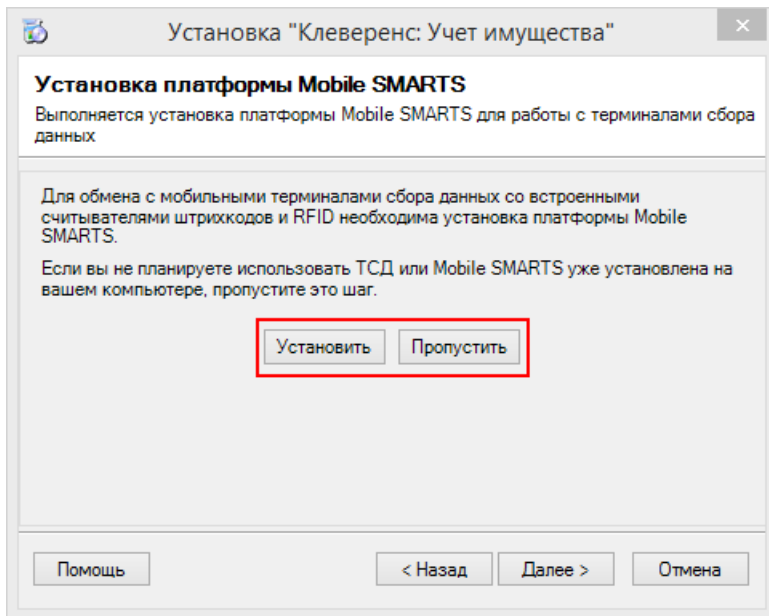 Установка "Клеверенс: Учет имущества"
Установка платформы Mobile SMARTS
Выполняется установка платформы Mobile SMARTS для работы с терминалами сбора
данных
Для обмена с мобильными терминалами сбора данных со встроенными
считывателями штрихкодов и RFID необходима установка платформы Mobile
SMARTS.
Если вы не планируете использовать ТСД или Mobile SMARTS уже установлена на
вашем компьютере, пропустите это шаг.
Установить Пропустить
Помощь < Назад Далее > Отмена